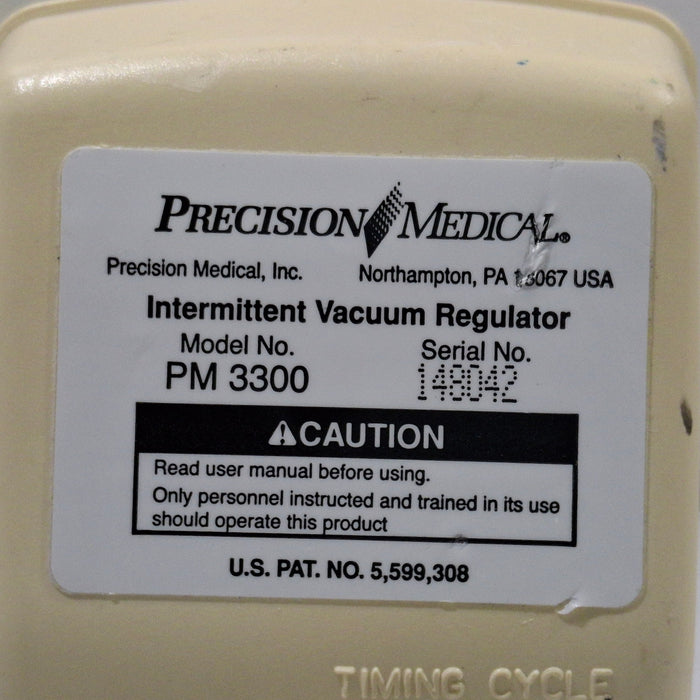 PRECISION MEDICAL®
Precision Medical, Inc. Northampton, PA 18067 USA
Intermittent Vacuum Regulator
Model No. Serial No.
PM 3300 148042
⚠CAUTION
Read user manual before using.
Only personnel instructed and trained in its use
should operate this product
U.S. PAT. NO. 5,599,308
TIMING CYCLE